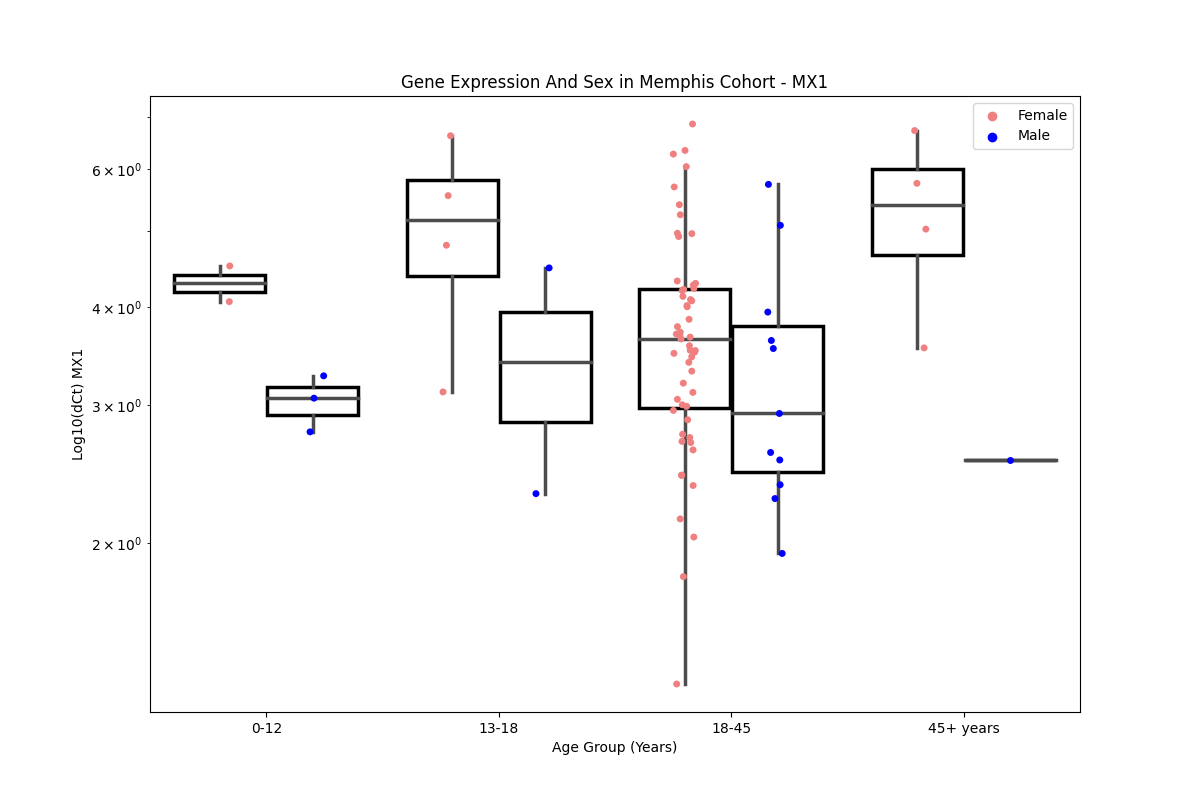 Gene Expression And Sex in Memphis Cohort - MX1
Female
Male
6 × 10⁰
4 × 10⁰
3 × 10⁰
2 × 10⁰
Log10(dCt) MX1
0-12
13-18
18-45
45+ years
Age Group (Years)